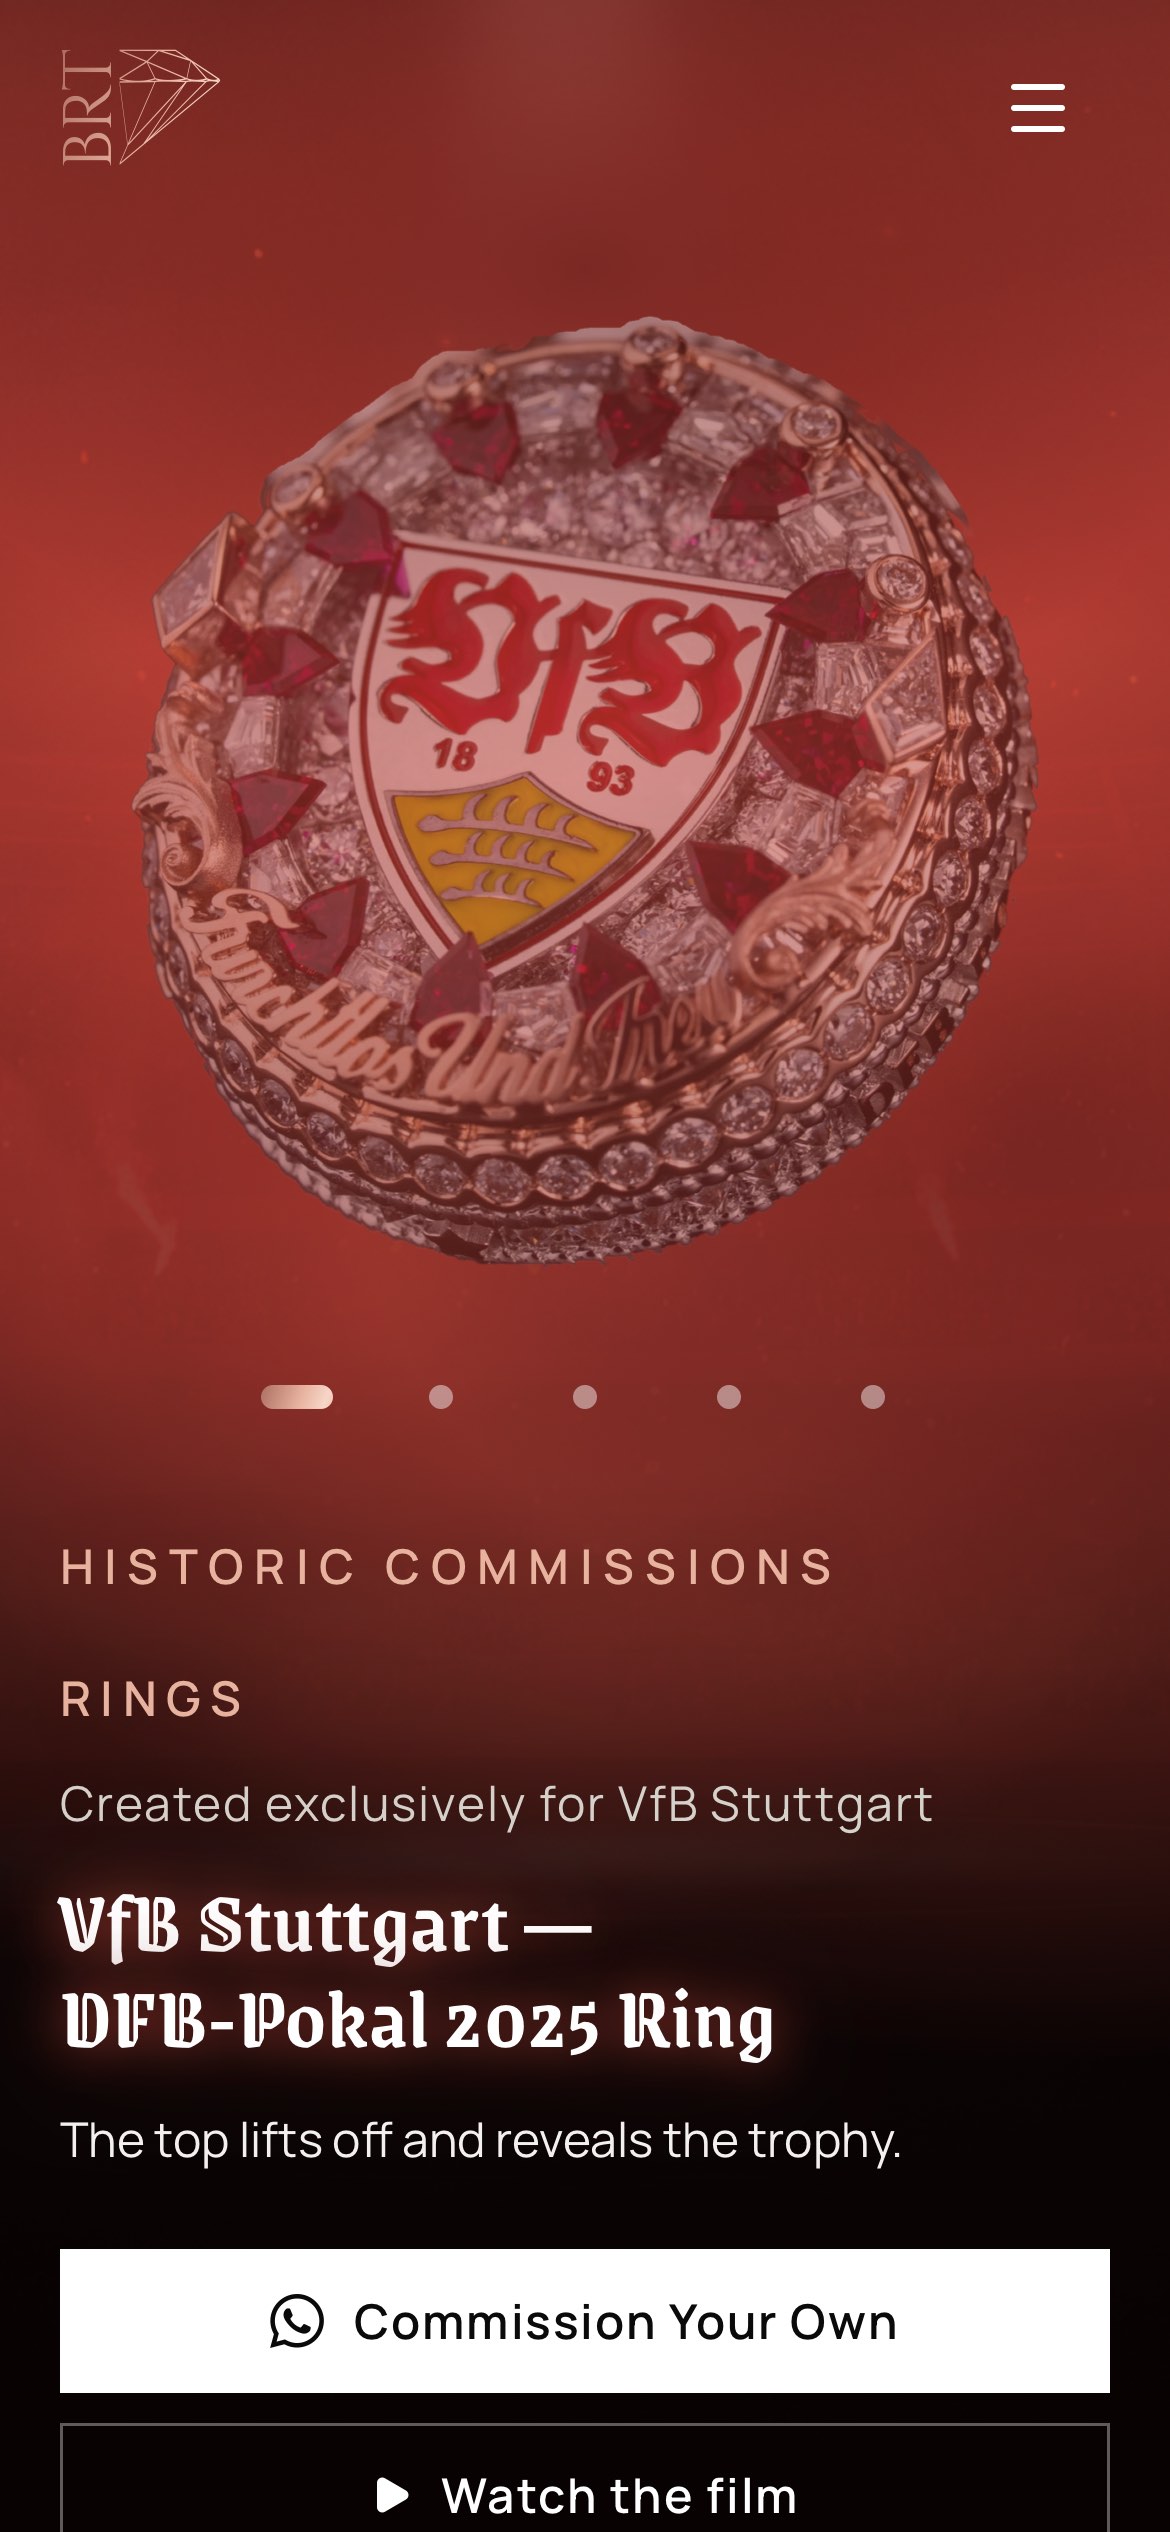 BRT
VfB
18 93
Furchtlos Und Treu
HISTORIC COMMISSIONS
RINGS
Created exclusively for VfB Stuttgart
VfB Stuttgart —
DFB-Pokal 2025 Ring
The top lifts off and reveals the trophy.
Commission Your Own
Watch the film